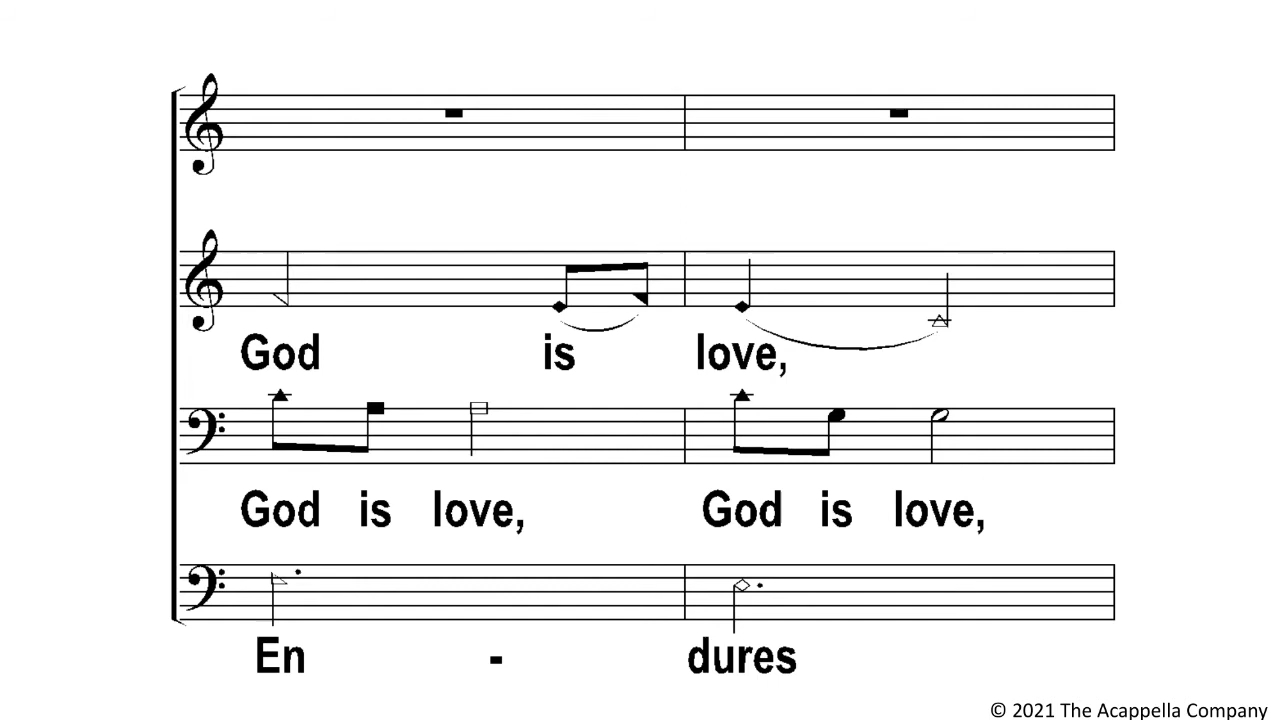 God is love,
God is love, God is love,
En - dures
© 2021 The Acappella Company